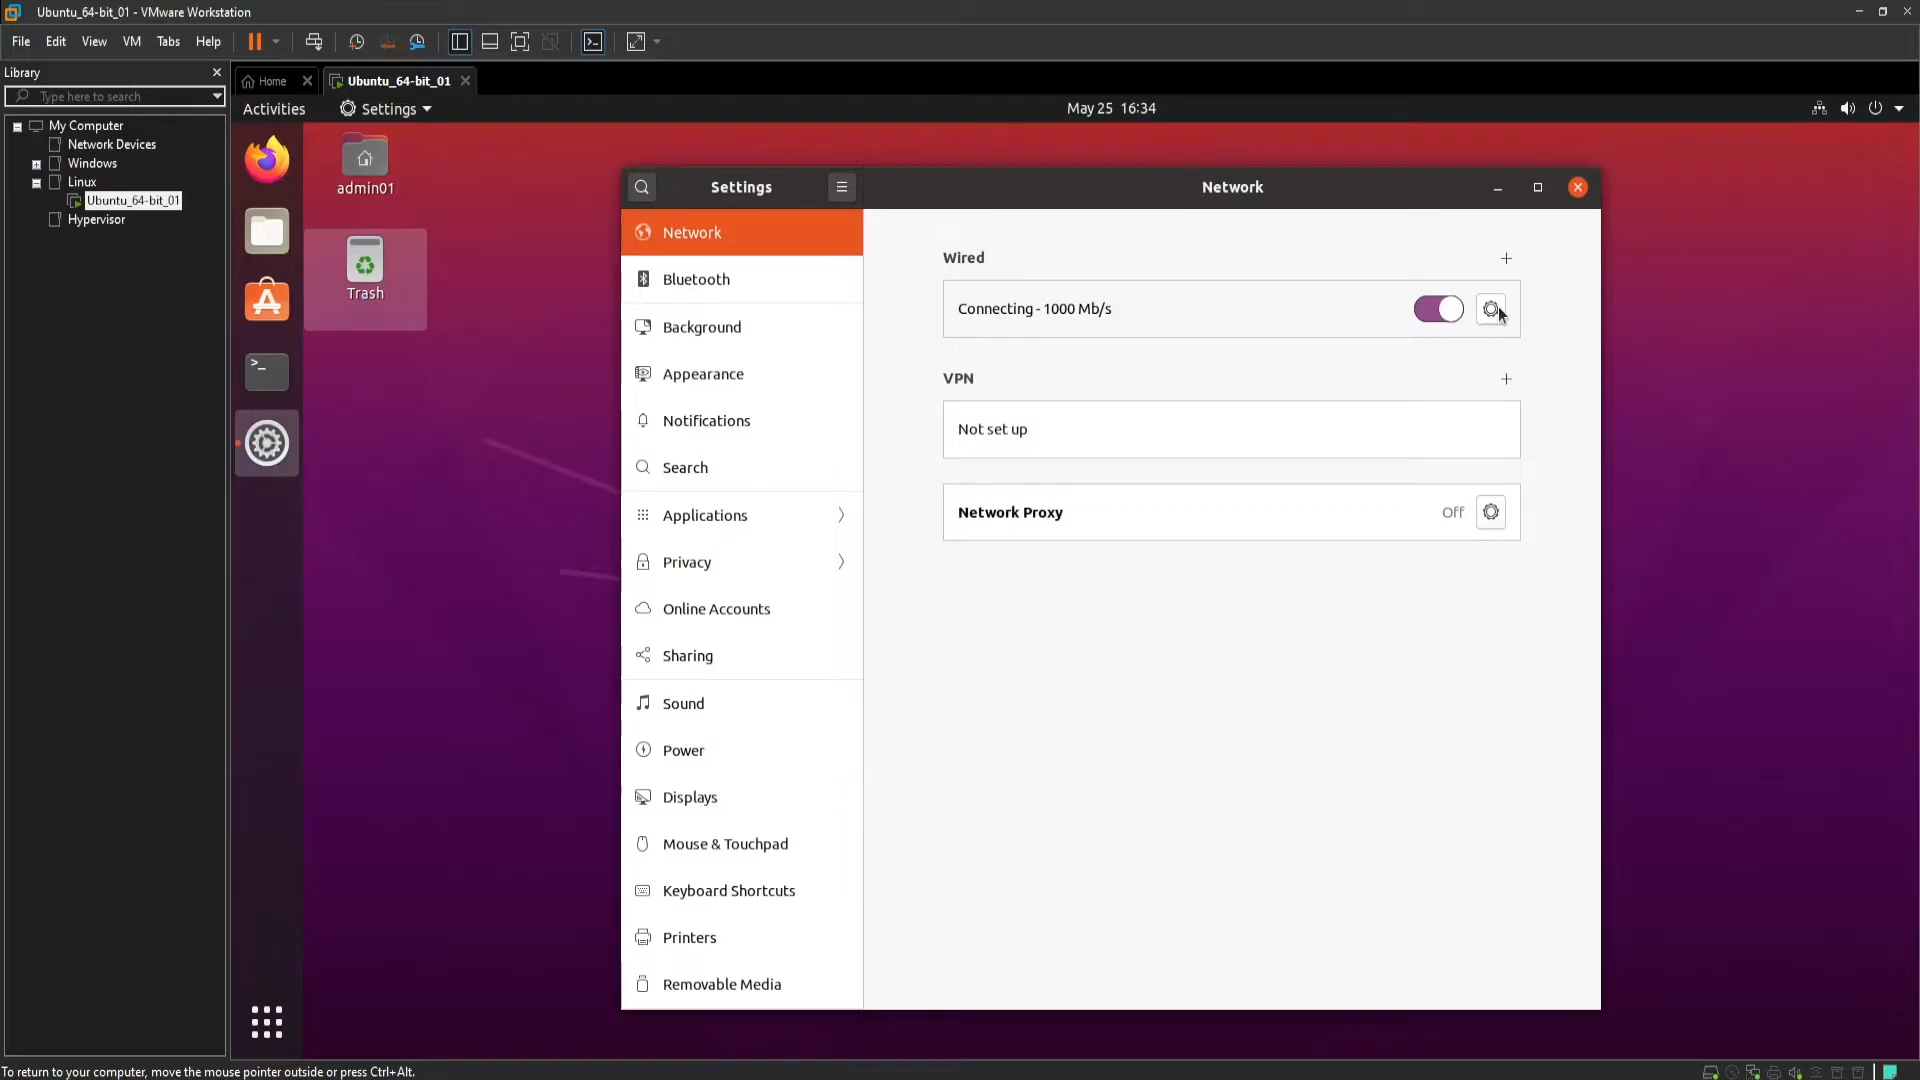 Ubuntu_64-bit_01 - VMware Workstation
File Edit View VM Tabs Help
Library
Type here to search
My Computer
Network Devices
Windows
Linux
Ubuntu_64-bit_01
Hypervisor
Home
Ubuntu_64-bit_01
Activities
Settings
May 25 16:34
admin01
Trash
>_
Settings
Network
Network
Bluetooth
Background
Appearance
Notifications
Search
Applications
Privacy
Online Accounts
Sharing
Sound
Power
Displays
Mouse & Touchpad
Keyboard Shortcuts
Printers
Removable Media
Wired
Connecting - 1000 Mb/s
VPN
Not set up
Network Proxy
Off
To return to your computer, move the mouse pointer outside or press Ctrl+Alt.